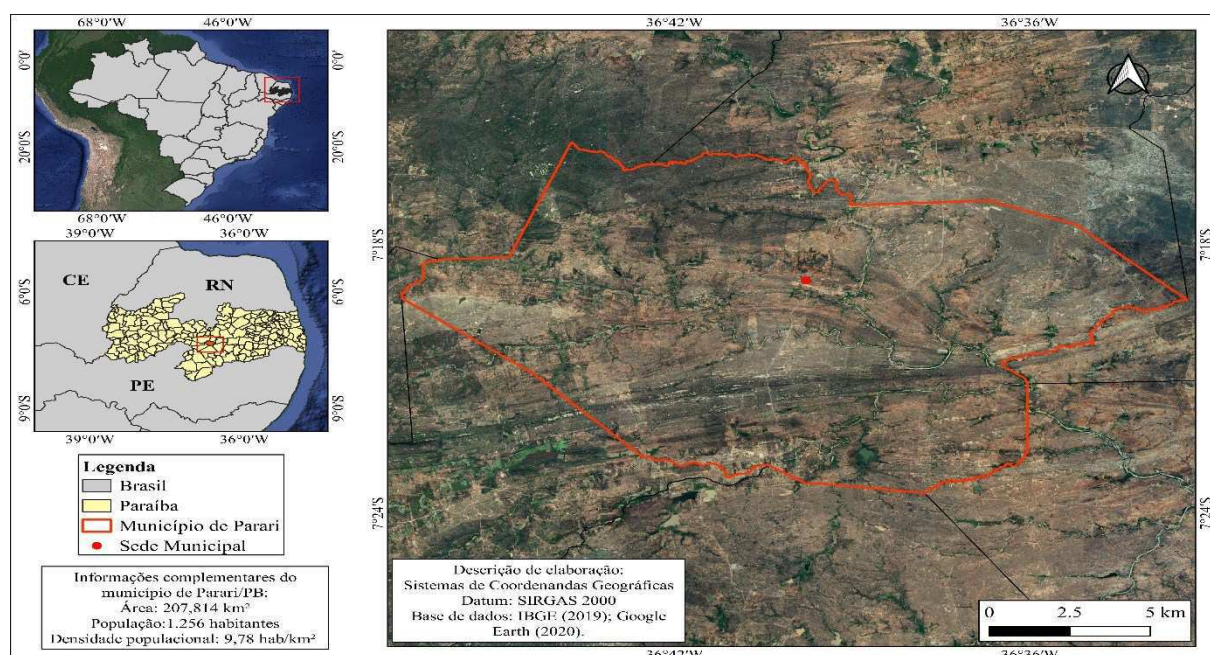 68°0'W 46°0'W
0°0'
20°0'S
0°0'
20°0'S
68°0'W 46°0'W
39°0'W 36°0'W
CE RN
PE
6°0'S
9°0'S
6°0'S
9°0'S
39°0'W 36°0'W
Legenda
Brasil
Paraíba
Município de Parari
Sede Municipal
Informações complementares do
município de Parari/PB:
Área: 207,814 km²
População:1.256 habitantes
Densidade populacional: 9,78 hab/km²
36°42'W 36°36'W
7°18'S
7°24'S
7°18'S
7°24'S
Descrição de elaboração:
Sistemas de Coordenandas Geográficas
Datum: SIRGAS 2000
Base de dados: IBGE (2019); Google
Earth (2020).
0 2.5 5 km
36°42'W 36°36'W